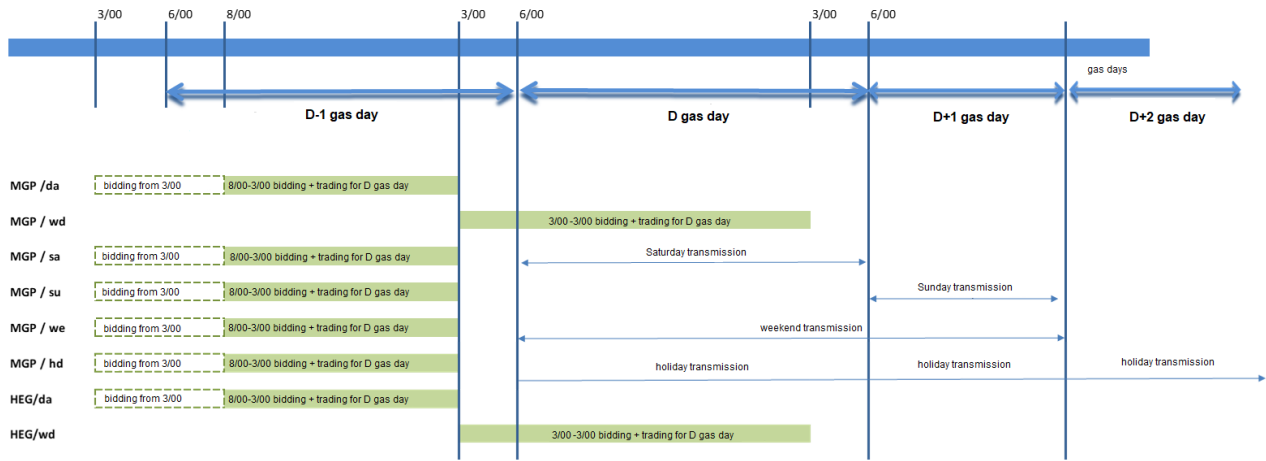 3/00 6/00 8/00 3/00 6/00 3/00 6/00
gas days
D-1 gas day D gas day D+1 gas day D+2 gas day
MGP /da bidding from 3/00 8/00-3/00 bidding + trading for D gas day
MGP / wd 3/00-3/00 bidding + trading for D gas day
MGP / sa bidding from 3/00 8/00-3/00 bidding + trading for D gas day Saturday transmission
MGP / su bidding from 3/00 8/00-3/00 bidding + trading for D gas day Sunday transmission
MGP / we bidding from 3/00 8/00-3/00 bidding + trading for D gas day weekend transmission
MGP / hd bidding from 3/00 8/00-3/00 bidding + trading for D gas day holiday transmission holiday transmission holiday transmission
HEG/da bidding from 3/00 8/00-3/00 bidding + trading for D gas day
HEG/wd 3/00-3/00 bidding + trading for D gas day